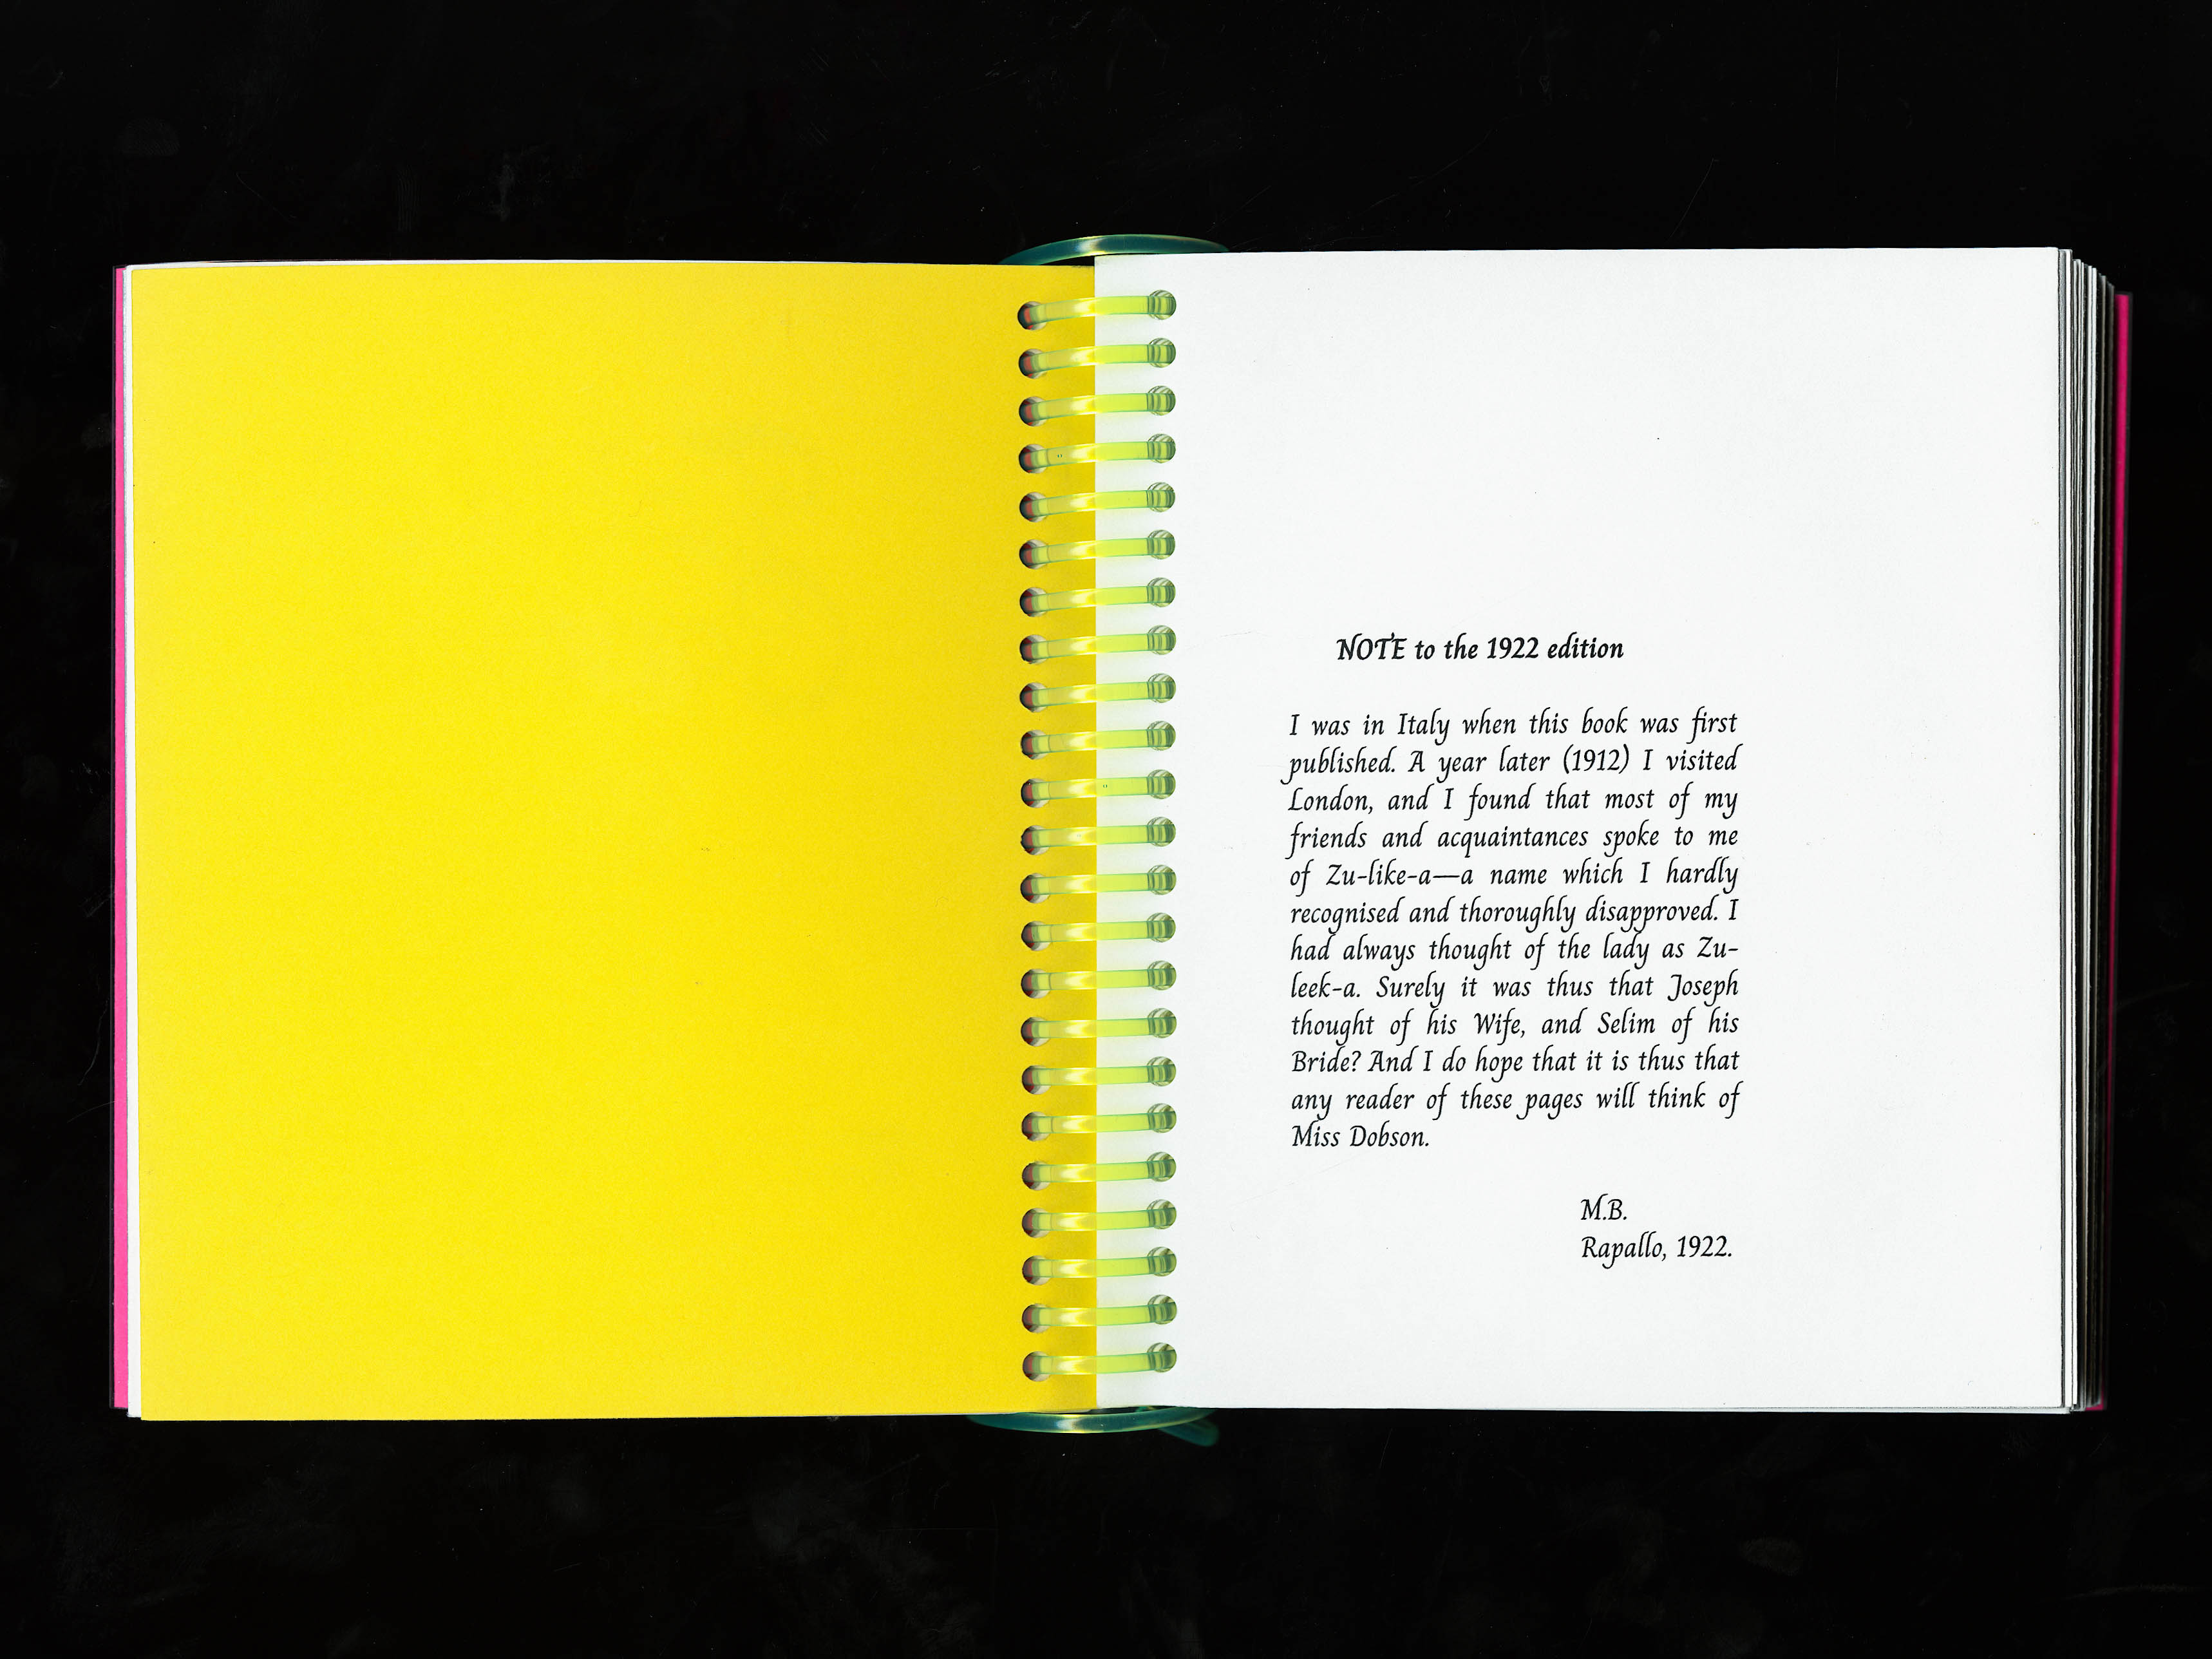 NOTE to the 1922 edition
I was in Italy when this book was first
published. A year later (1912) I visited
London, and I found that most of my
friends and acquaintances spoke to me
of Zu-like-a—a name which I hardly
recognised and thoroughly disapproved. I
had always thought of the lady as Zu-
leek-a. Surely it was thus that Joseph
thought of his Wife, and Selim of his
Bride? And I do hope that it is thus that
any reader of these pages will think of
Miss Dobson.
M.B.
Rapallo, 1922.